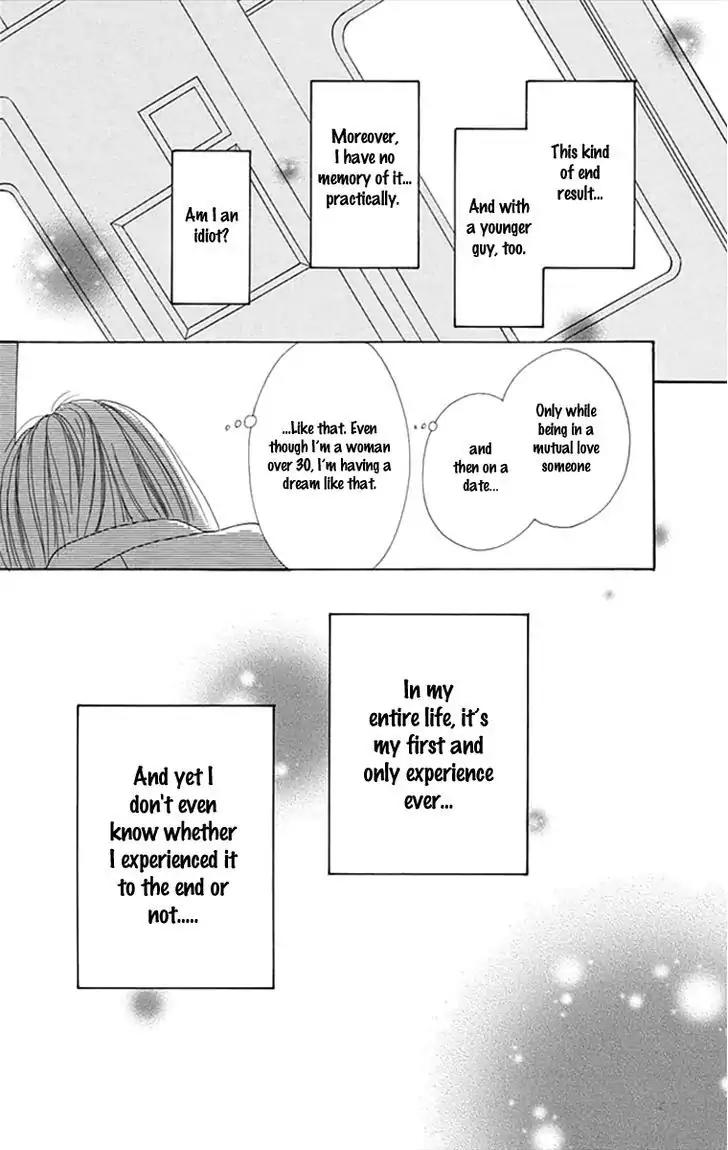 This kind
of end
result...
And with
a younger
guy, too.
Moreover,
I have no
memory of it...
practically.
Am I an
idiot?
Only while
being in a
mutual love
someone
and
then on a
date...
...Like that. Even
though I'm a woman
over 30, I'm having a
dream like that.
In my
entire life, it's
my first and
only experience
ever...
And yet I
don't even
know whether
I experienced it
to the end or
not.....